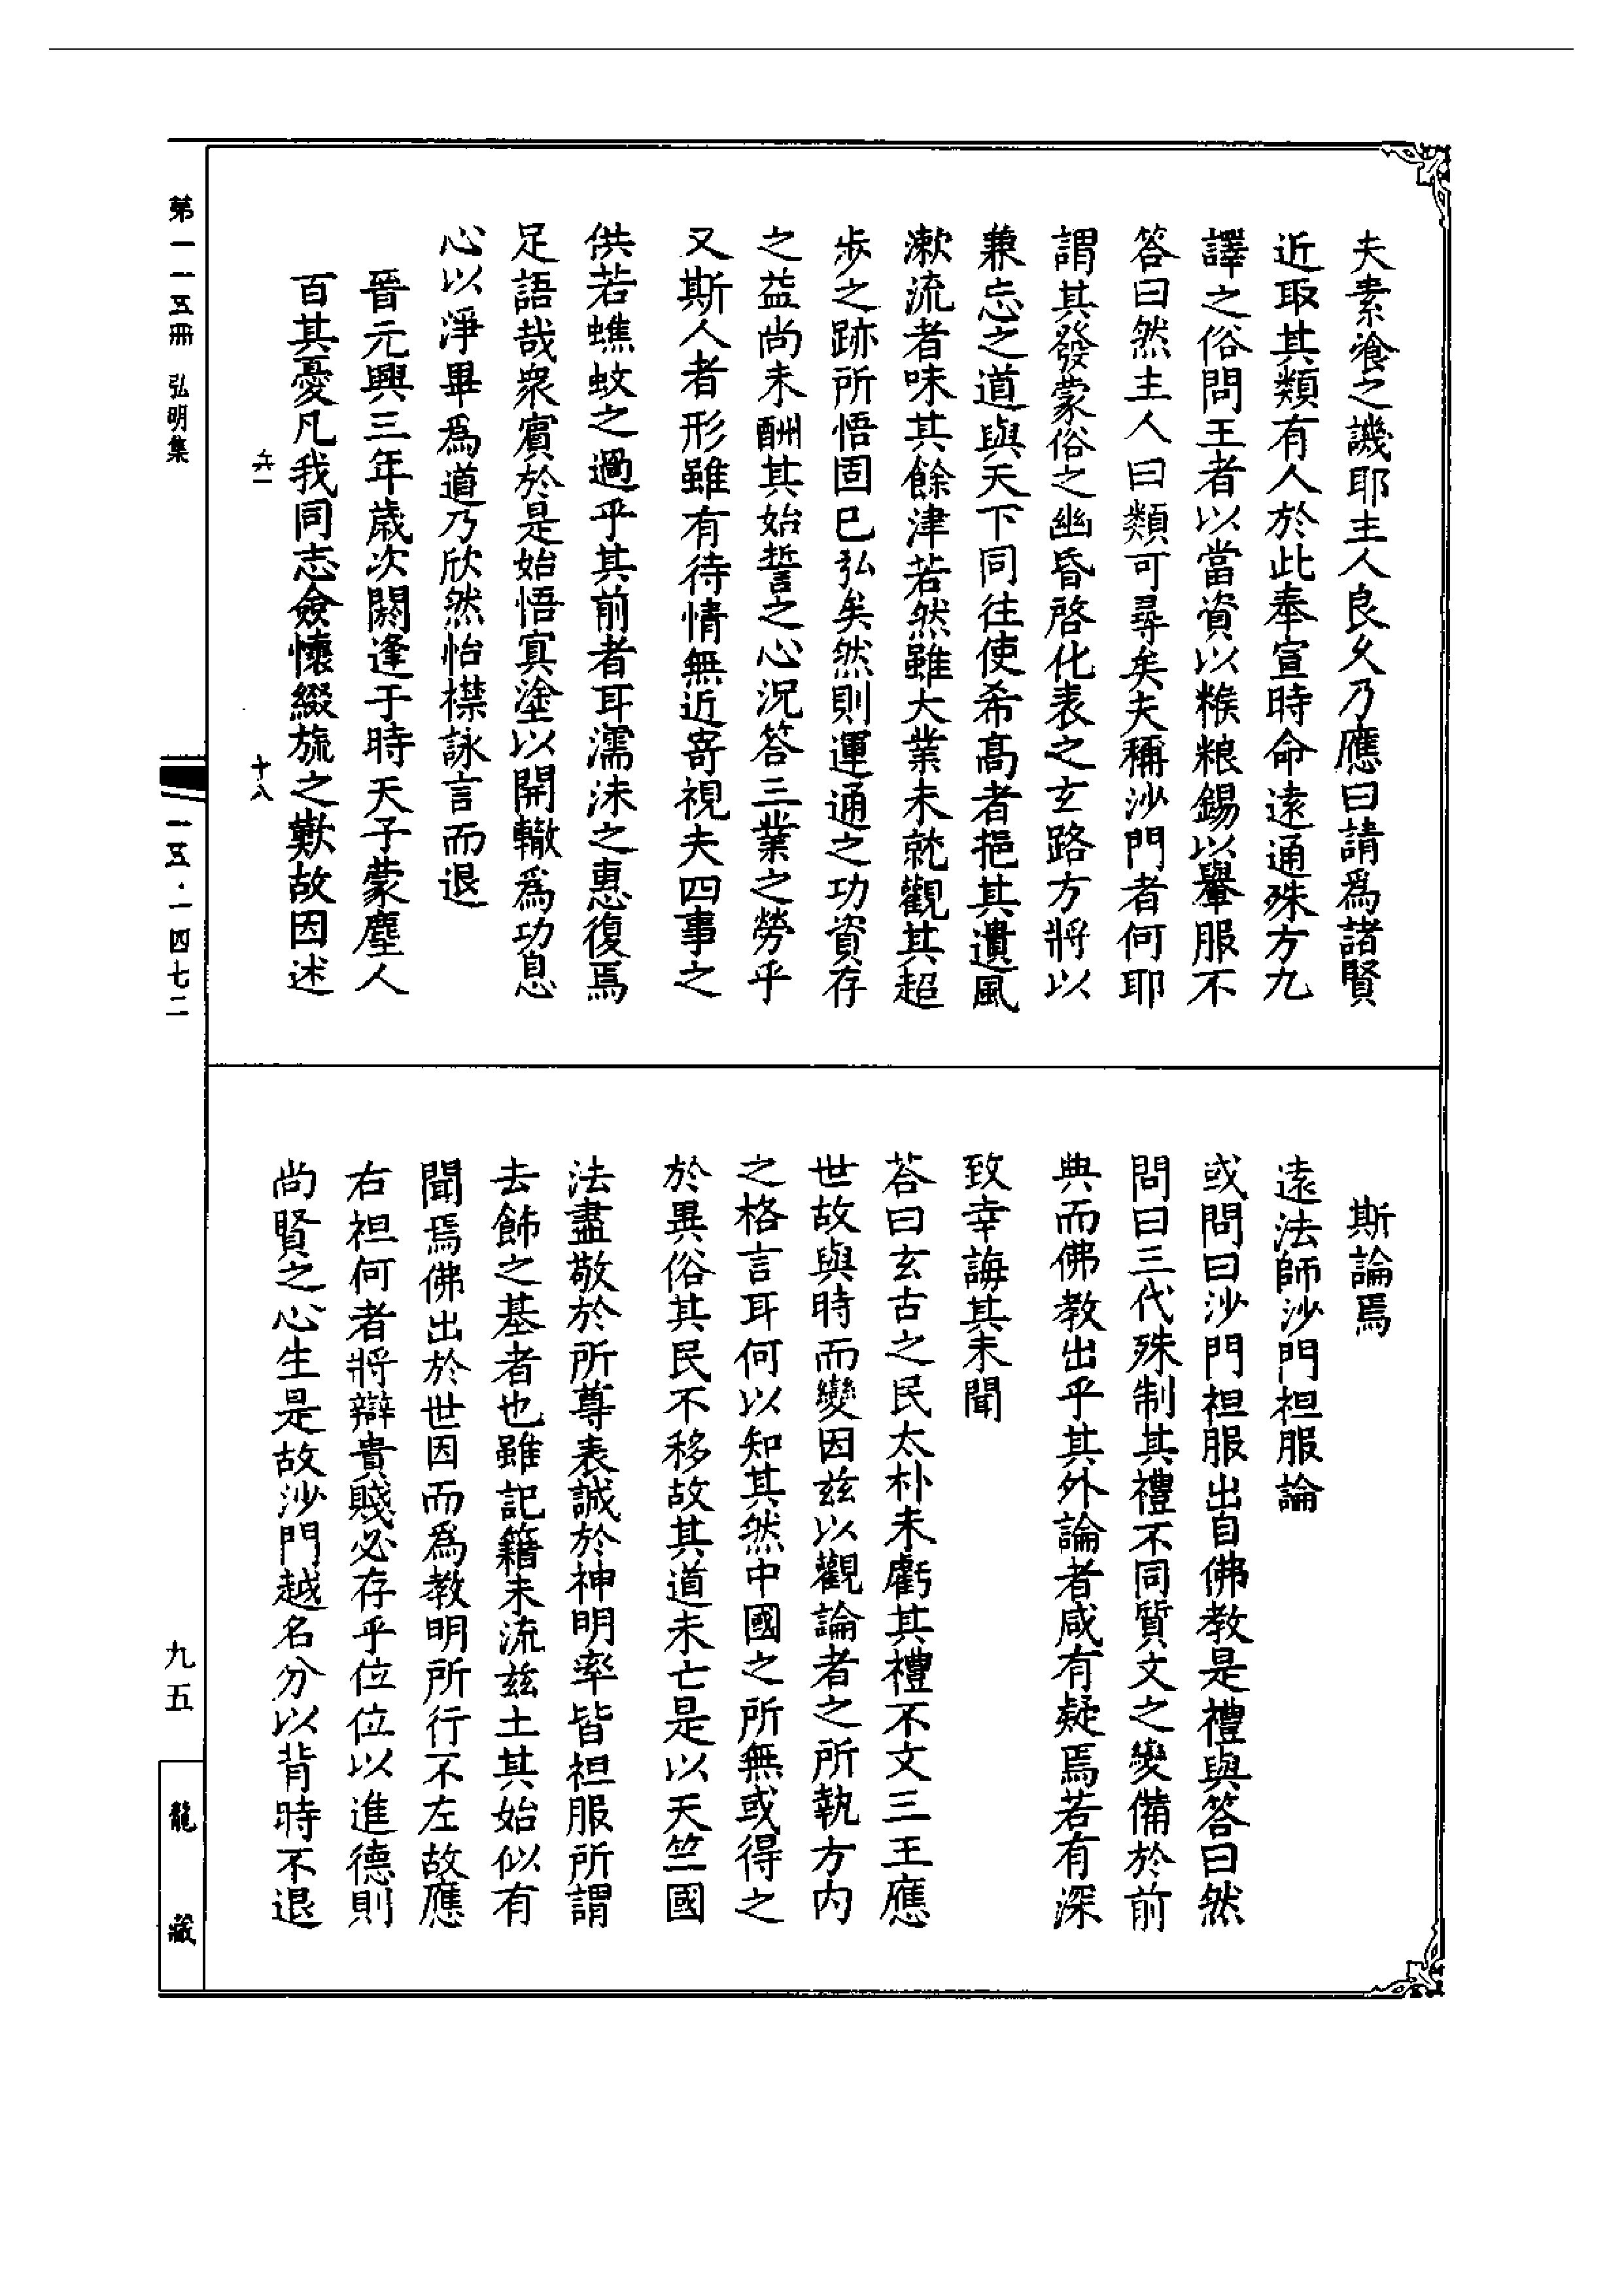 夫素飡之譏耶主人良乆乃應曰請爲諸賢
近取其類有人於此奉宣時命遠通殊方九
譯之俗問王者以當資以糇粮錫以轝服不
答曰然主人曰類可尋矣夫稱沙門者何耶
謂其發蒙俗之幽昏啓化表之玄路方將以
兼忘之道與天下同往使希高者挹其遺風
漱流者味其餘津若然雖大業未就觀其超
步之跡所悟固已弘矣然則運通之功資存
之益尚未酬其始誓之心況答三業之勞乎
又斯人者形雖有待情無近寄視夫四事之
供若蟭蚊之過乎其前者耳濡沫之惠復焉
足語哉衆賓於是始悟冥塗以開轍爲功息
心以淨畢爲道乃欣然怡襟詠言而退
晉元興三年歲次閼逢于時天子蒙塵人
百其憂凡我同志僉懷綴旒之歎故因述
斯論焉
遠法師沙門袒服論
或問曰沙門袒服出自佛教是禮與答曰然
問曰三代殊制其禮不同質文之變備於前
典而佛教出乎其外論者咸有疑焉若有深
致幸誨其未聞
荅曰玄古之民太朴未虧其禮不文三王應
世故與時而變因茲以觀論者之所執方內
之格言耳何以知其然中國之所無或得之
於異俗其民不移故其道未亡是以天竺國
法盡敬於所尊表誠於神明率皆袒服所謂
去飾之基者也雖記籍未流茲土其始似有
聞焉佛出於世因而爲教明所行不左故應
右袒何者將辯貴賤必存乎位位以進德則
尚賢之心生是故沙門越名分以背時不退
十八
第一一五冊 弘明集
一五·一四七二
九五
龍藏